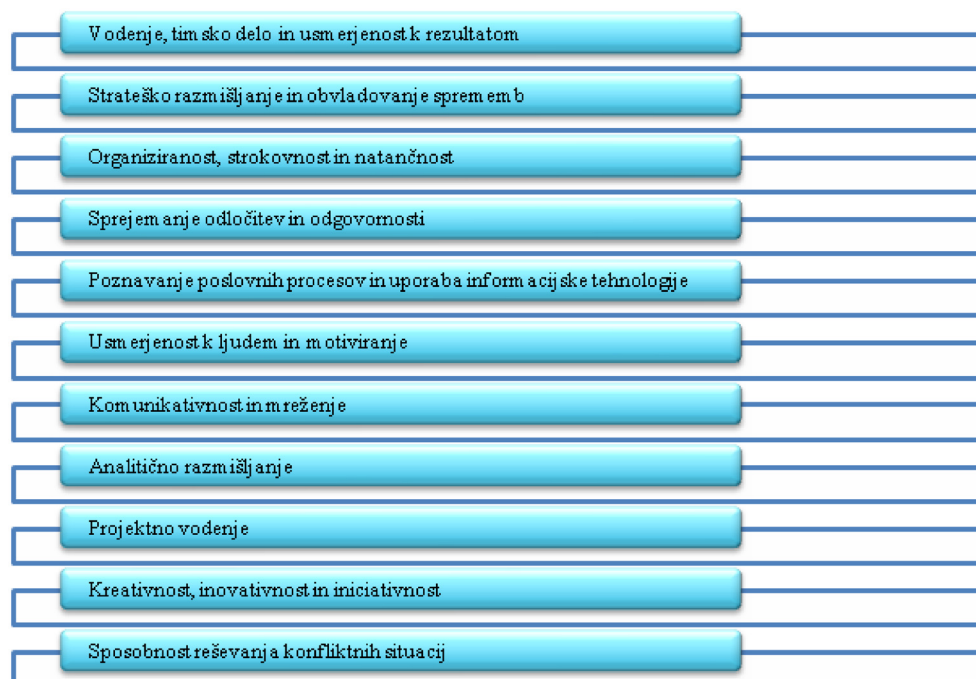 Vodenje, timsko delo in usmerjenost k rezultatom
Strateško razmišljanje in obvladovanje sprememb
Organiziranost, strokovnost in natančnost
Sprejemanje odločitev in odgovornosti
Poznavanje poslovnih procesov in uporaba informacijske tehnologije
Usmerjenost k ljudem in motiviranje
Komunikativnost in mreženje
Analitično razmišljanje
Projektno vodenje
Kreativnost, inovativnost in iniciativnost
Sposobnost reševanja konfliktnih situacij